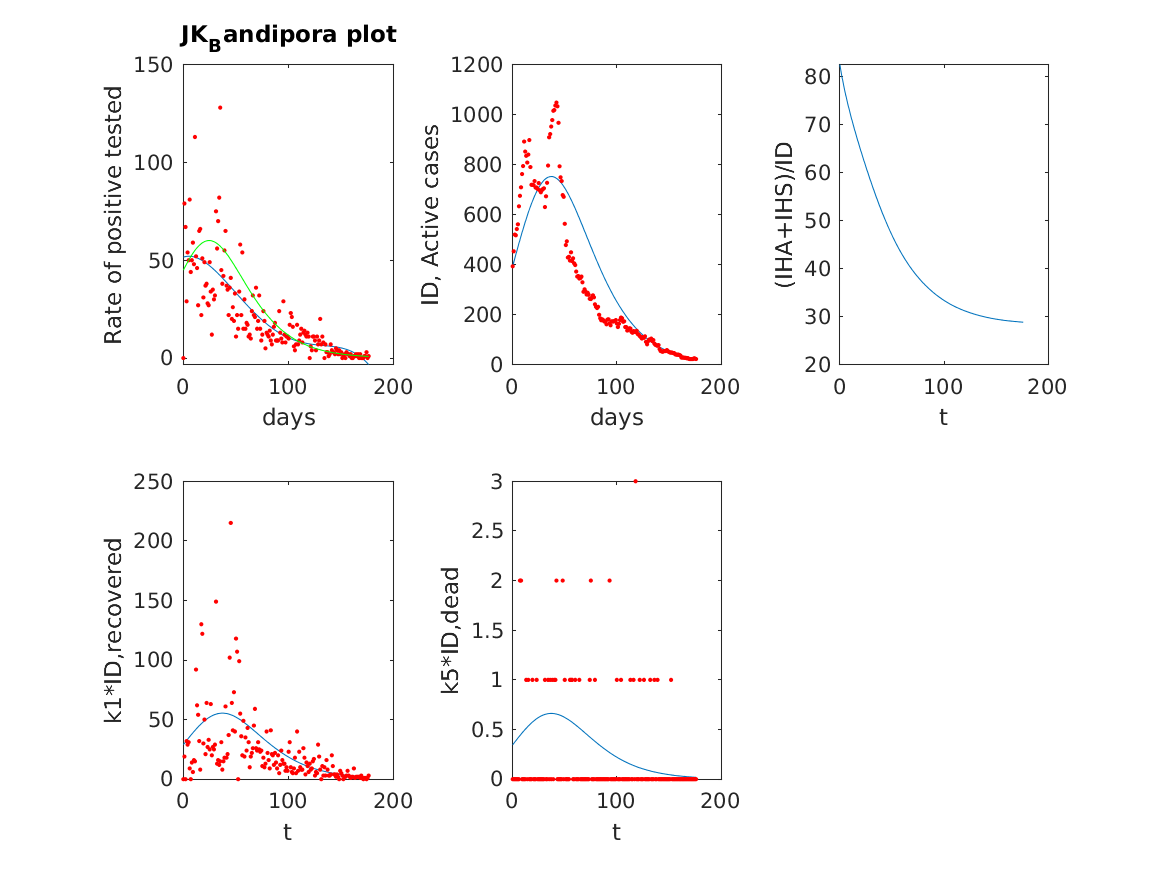 JK_Bandipora plot
Rate of positive tested
150
100
50
0
0 100 200
days
ID, Active cases
1200
1000
800
600
400
200
0
0 100 200
days
(IHA+IHS)/ID
80
70
60
50
40
30
20
0 100 200
t
k1*ID,recovered
250
200
150
100
50
0
0 100 200
t
k5*ID,dead
3
2.5
2
1.5
1
0.5
0
0 100 200
t